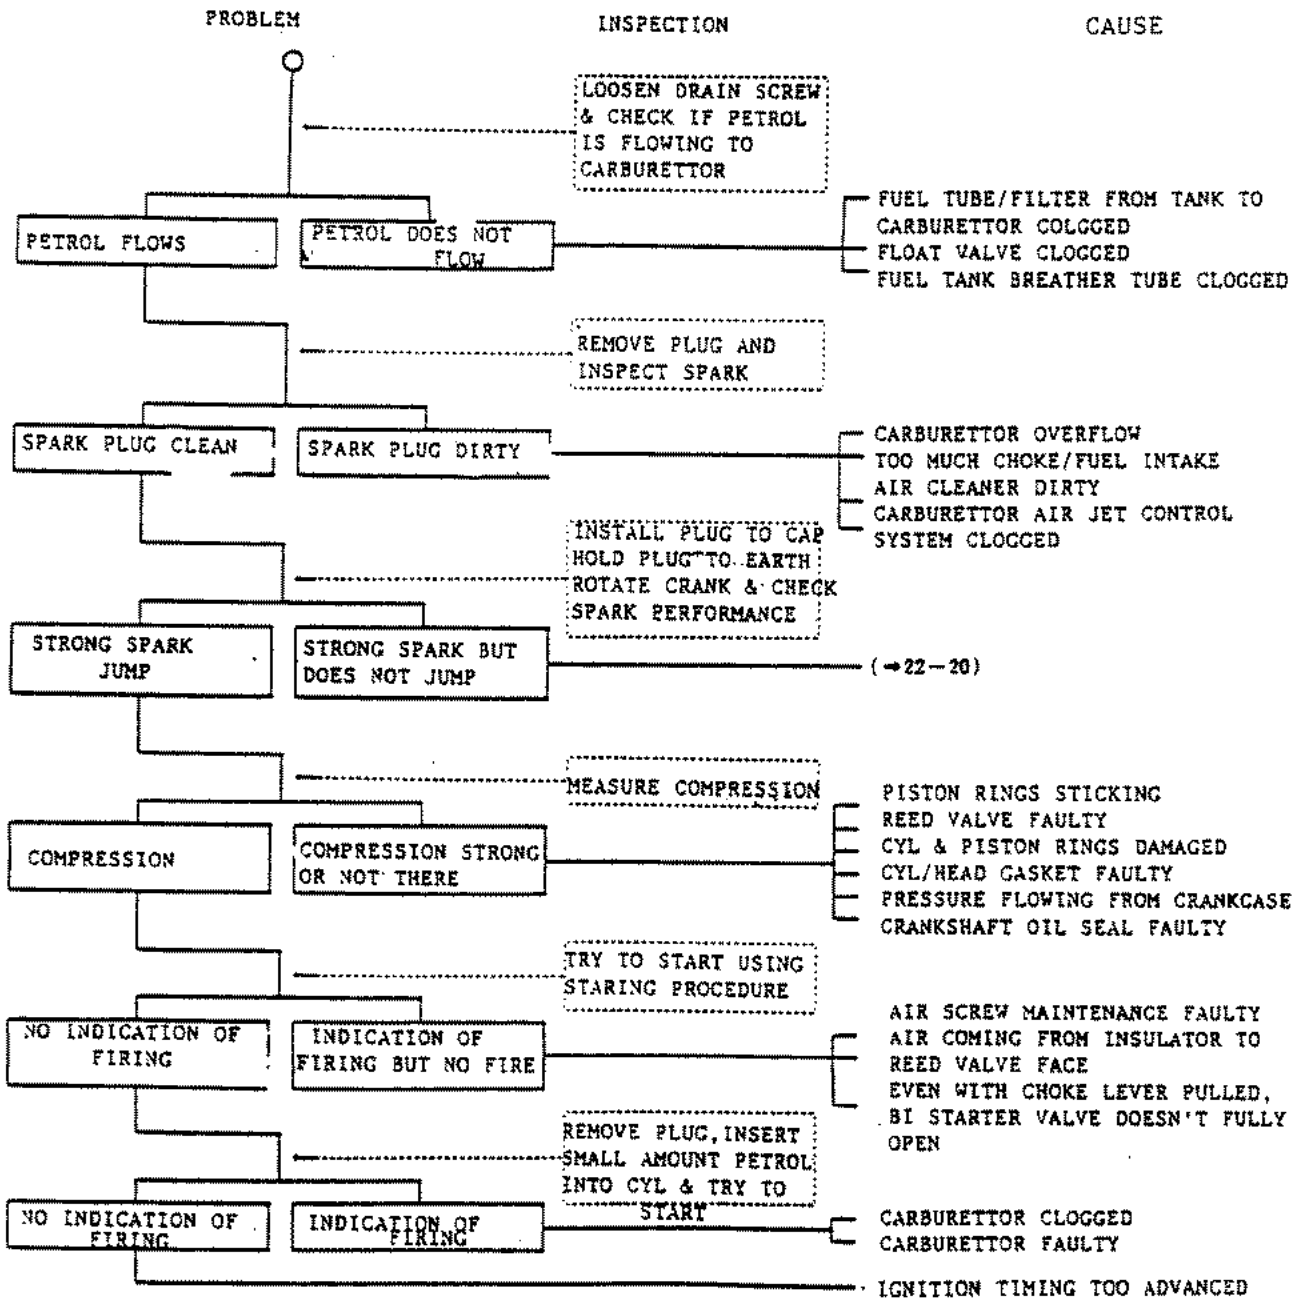 PROBLEM
INSPECTION
CAUSE
LOOSEN DRAIN SCREW
& CHECK IF PETROL
IS FLOWING TO
CARBURETTOR
PETROL FLOWS
PETROL DOES NOT
FLOW
FUEL TUBE/FILTER FROM TANK TO
CARBURETTOR COLGGED
FLOAT VALVE CLOGGED
FUEL TANK BREATHER TUBE CLOGGED
REMOVE PLUG AND
INSPECT SPARK
SPARK PLUG CLEAN
SPARK PLUG DIRTY
CARBURETTOR OVERFLOW
TOO MUCH CHOKE/FUEL INTAKE
AIR CLEANER DIRTY
CARBURETTOR AIR JET CONTROL
SYSTEM CLOGGED
INSTALL PLUG TO CAP
HOLD PLUG TO EARTH
ROTATE CRANK & CHECK
SPARK PERFORMANCE
STRONG SPARK
JUMP
STRONG SPARK BUT
DOES NOT JUMP
(➡22-20)
MEASURE COMPRESSION
COMPRESSION
COMPRESSION STRONG
OR NOT THERE
PISTON RINGS STICKING
REED VALVE FAULTY
CYL & PISTON RINGS DAMAGED
CYL/HEAD GASKET FAULTY
PRESSURE FLOWING FROM CRANKCASE
CRANKSHAFT OIL SEAL FAULTY
TRY TO START USING
STARING PROCEDURE
NO INDICATION OF
FIRING
INDICATION OF
FIRING BUT NO FIRE
AIR SCREW MAINTENANCE FAULTY
AIR COMING FROM INSULATOR TO
REED VALVE FACE
EVEN WITH CHOKE LEVER PULLED,
BI STARTER VALVE DOESN'T FULLY
OPEN
REMOVE PLUG, INSERT
SMALL AMOUNT PETROL
INTO CYL & TRY TO
START
NO INDICATION OF
FIRING
INDICATION OF
FIRING
CARBURETTOR CLOGGED
CARBURETTOR FAULTY
IGNITION TIMING TOO ADVANCED